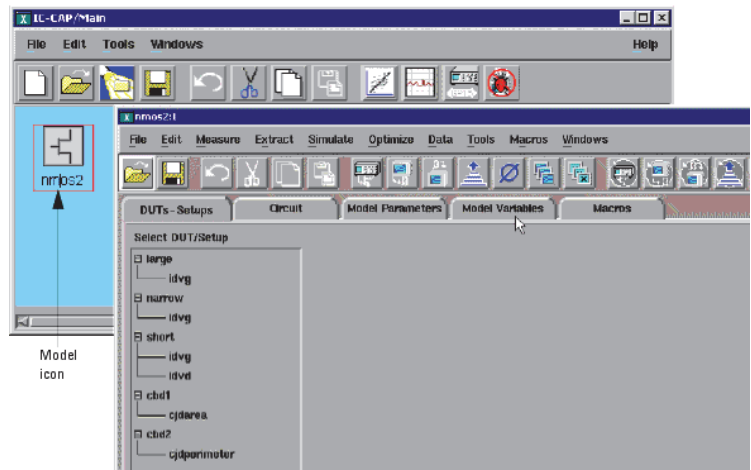 IC-CAP/Main
File Edit Tools Windows Help
nmos2
nmos2:1
File Edit Measure Extract Simulate Optimize Data Tools Macros Windows
DUTs-Setups Circuit Model Parameters Model Variables Macros
Select DUT/Setup
large
idvg
narrow
idvg
short
idvg
idvd
cbd1
cjdarea
cbd2
cjdperimeter
Model
icon